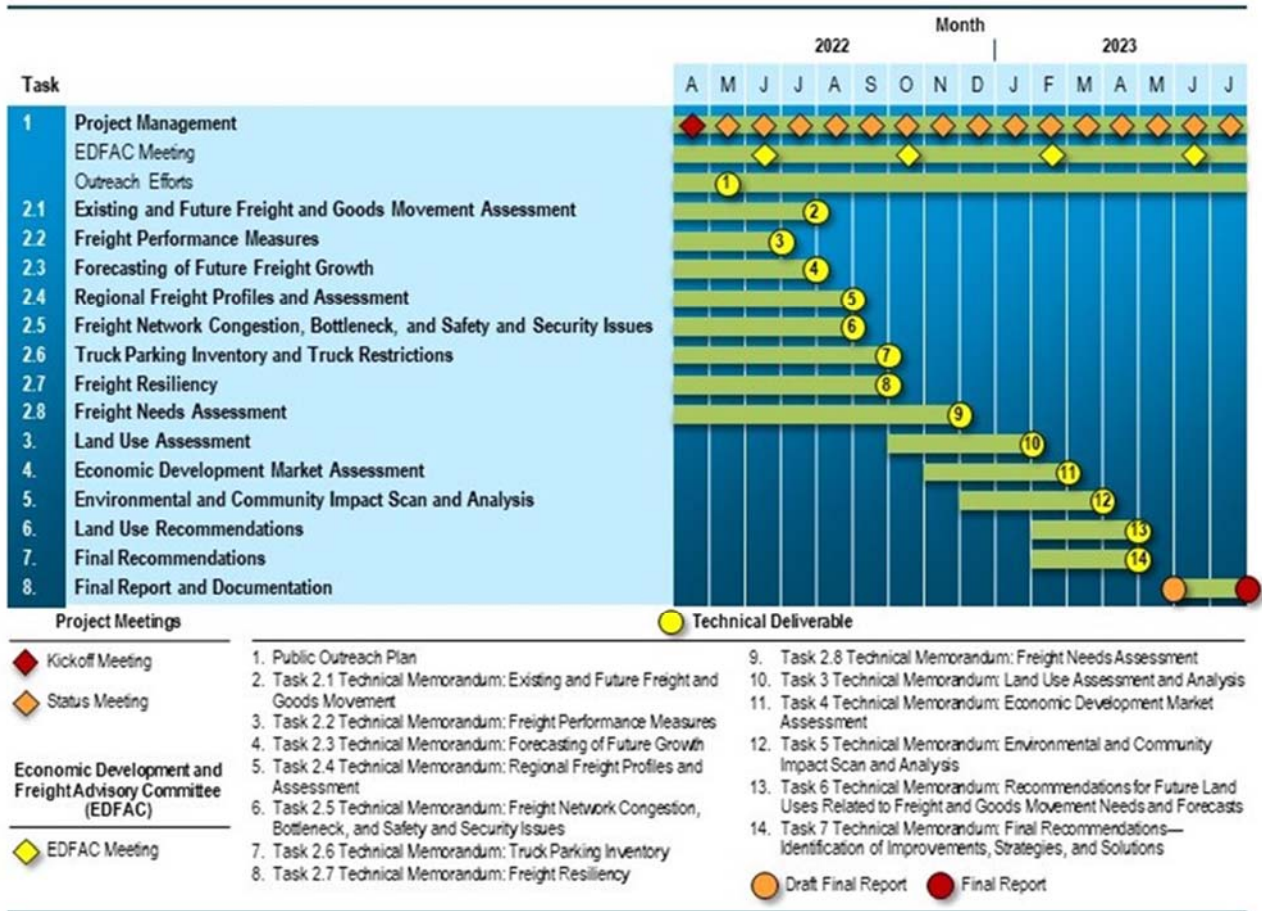 Month
2022 2023
Task A M J J A S O N D J F M A M J J
1 Project Management
EDFAC Meeting
Outreach Efforts 1
2.1 Existing and Future Freight and Goods Movement Assessment 2
2.2 Freight Performance Measures 3
2.3 Forecasting of Future Freight Growth 4
2.4 Regional Freight Profiles and Assessment 5
2.5 Freight Network Congestion, Bottleneck, and Safety and Security Issues 6
2.6 Truck Parking Inventory and Truck Restrictions 7
2.7 Freight Resiliency 8
2.8 Freight Needs Assessment 9
3. Land Use Assessment 10
4. Economic Development Market Assessment 11
5. Environmental and Community Impact Scan and Analysis 12
6. Land Use Recommendations 13
7. Final Recommendations 14
8. Final Report and Documentation
Project Meetings
Kickoff Meeting
Status Meeting
Economic Development and
Freight Advisory Committee
(EDFAC)
EDFAC Meeting
Technical Deliverable
1. Public Outreach Plan
2. Task 2.1 Technical Memorandum: Existing and Future Freight and
Goods Movement
3. Task 2.2 Technical Memorandum: Freight Performance Measures
4. Task 2.3 Technical Memorandum: Forecasting of Future Growth
5. Task 2.4 Technical Memorandum: Regional Freight Profiles and
Assessment
6. Task 2.5 Technical Memorandum: Freight Network Congestion,
Bottleneck, and Safety and Security Issues
7. Task 2.6 Technical Memorandum: Truck Parking Inventory
8. Task 2.7 Technical Memorandum: Freight Resiliency
9. Task 2.8 Technical Memorandum: Freight Needs Assessment
10. Task 3 Technical Memorandum: Land Use Assessment and Analysis
11. Task 4 Technical Memorandum: Economic Development Market
Assessment
12. Task 5 Technical Memorandum: Environmental and Community
Impact Scan and Analysis
13. Task 6 Technical Memorandum: Recommendations for Future Land
Uses Related to Freight and Goods Movement Needs and Forecasts
14. Task 7 Technical Memorandum: Final Recommendations—
Identification of Improvements, Strategies, and Solutions
Draft Final Report Final Report